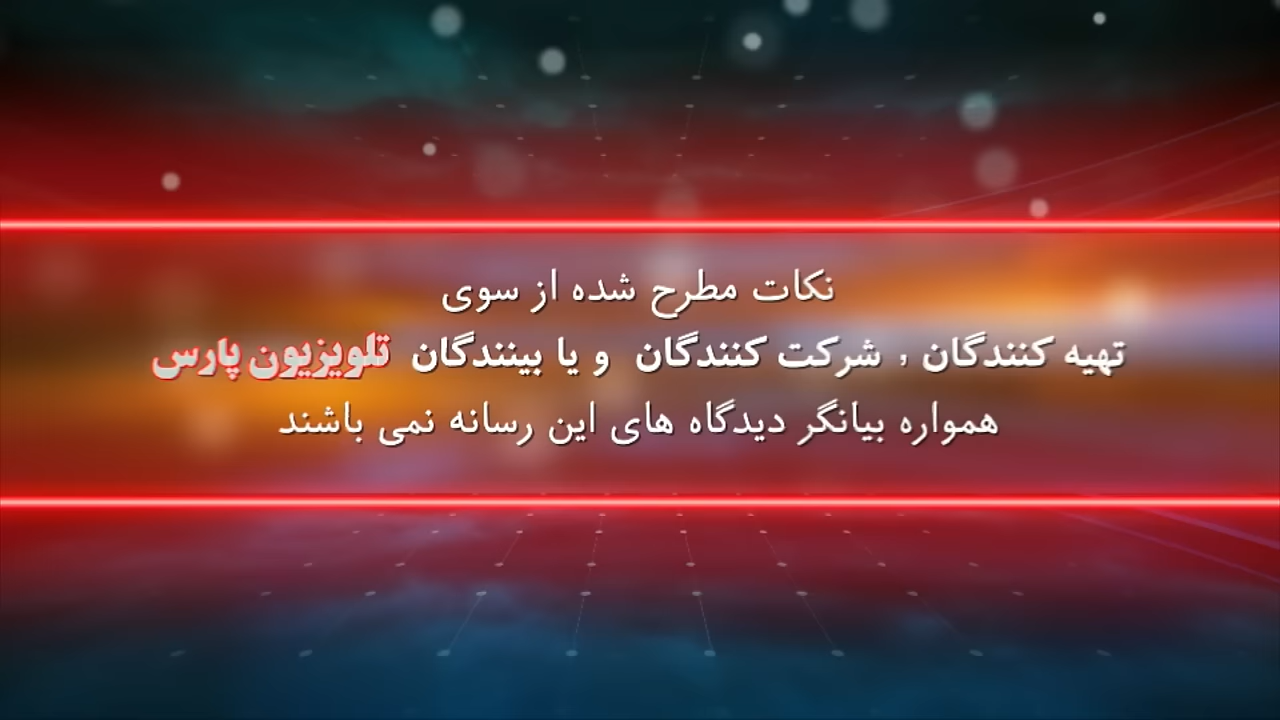 نکات مطرح شده از سوی
تهیه کنندگان , شرکت کنندگان و یا بینندگان تلویزیون پارس
همواره بیانگر دیدگاه های این رسانه نمی باشند